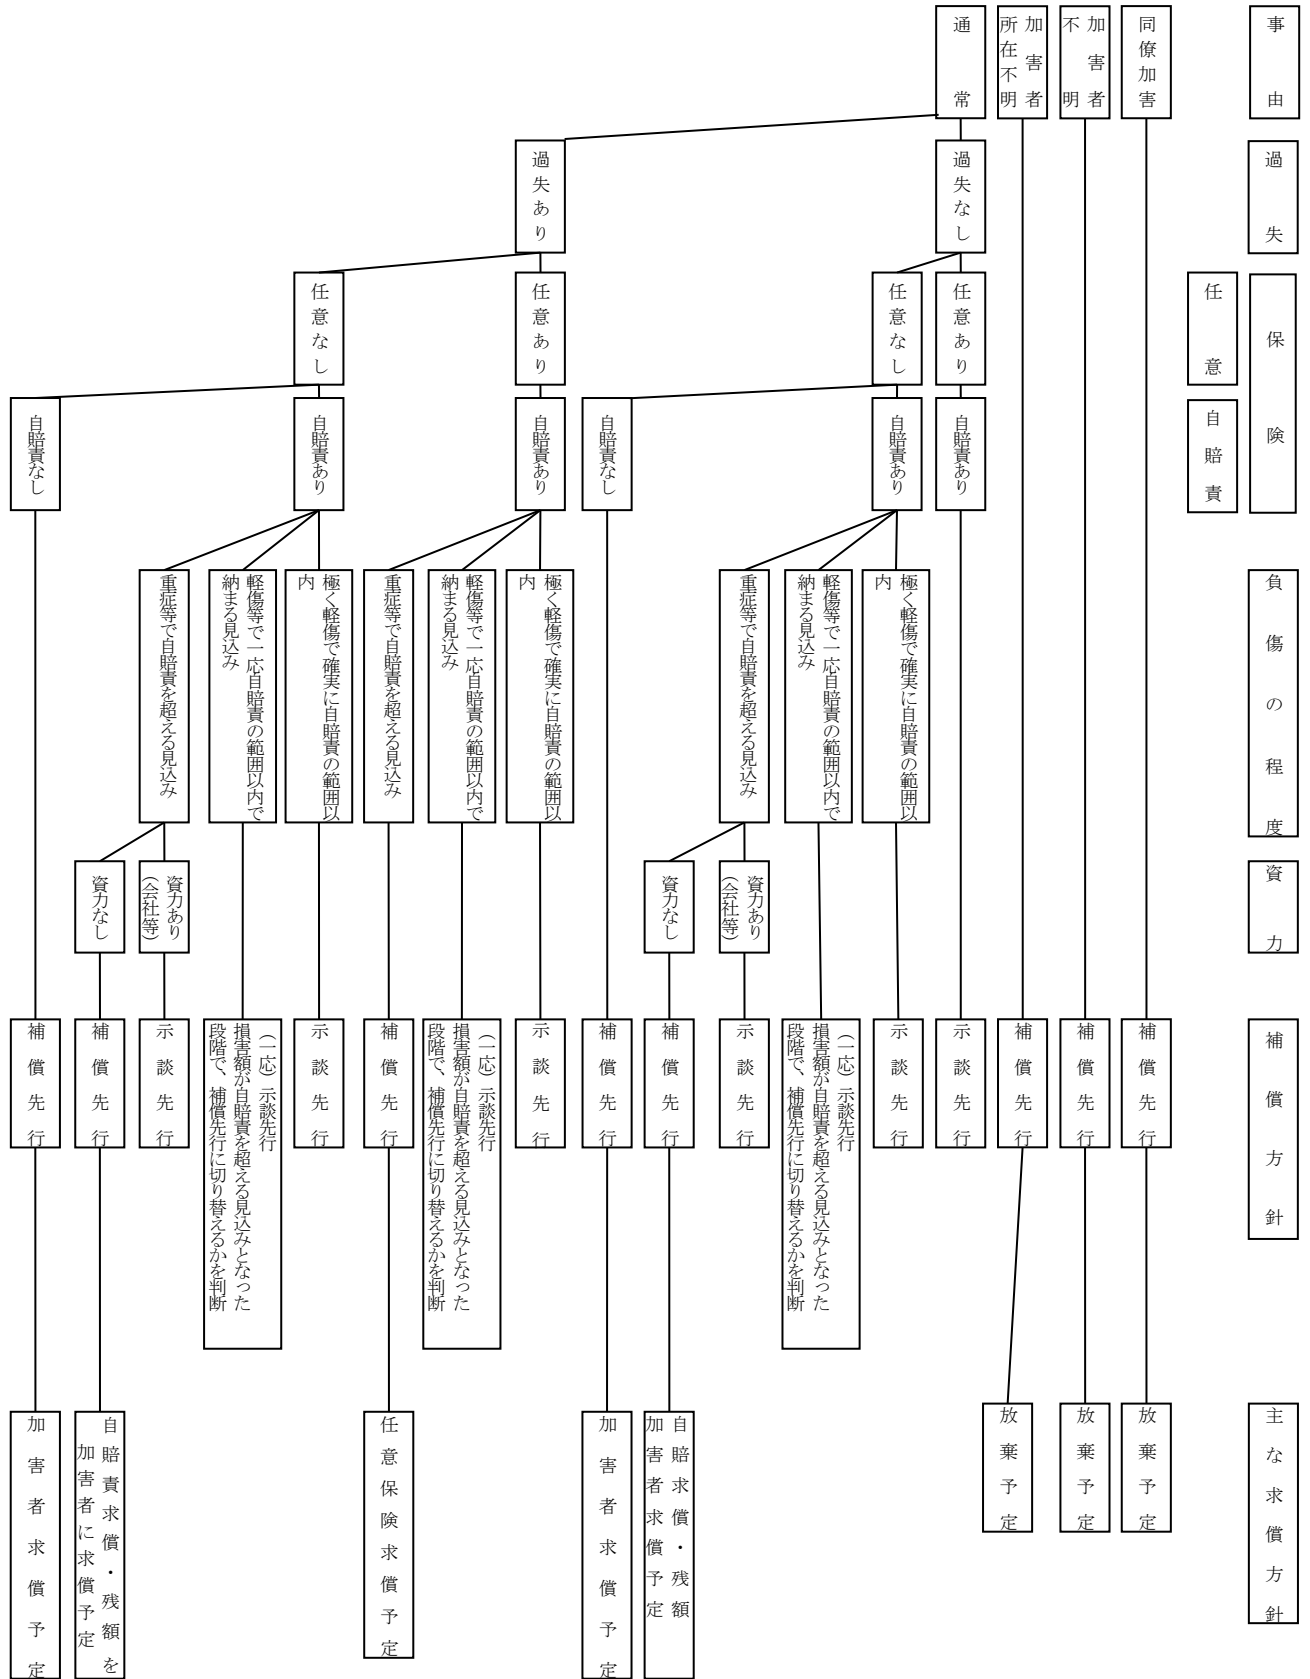 事由
過失
保険
任意
自賠責
負傷の程度
資力
補償方針
主な求償方針
同僚加害
補償先行
放棄予定
加害者
不明
補償先行
放棄予定
加害者
所在不明
補償先行
放棄予定
通常
過失なし
任意あり
自賠責あり
示談先行
任意なし
自賠責あり
極く軽傷で確実に自賠責の範囲以
内
示談先行
軽傷等で一応自賠責の範囲以内で
納まる見込み
（一応）示談先行
損害額が自賠責を超える見込みとなった
段階で、補償先行に切り替えるかを判断
重症等で自賠責を超える見込み
資力あり
（会社等）
示談先行
資力なし
補償先行
自賠求償・残額
加害者求償予定
自賠責なし
補償先行
加害者求償予定
過失あり
任意あり
自賠責あり
極く軽傷で確実に自賠責の範囲以
内
示談先行
軽傷等で一応自賠責の範囲以内で
納まる見込み
（一応）示談先行
損害額が自賠責を超える見込みとなった
段階で、補償先行に切り替えるかを判断
重症等で自賠責を超える見込み
補償先行
任意保険求償予定
任意なし
自賠責あり
極く軽傷で確実に自賠責の範囲以
内
示談先行
軽傷等で一応自賠責の範囲以内で
納まる見込み
（一応）示談先行
損害額が自賠責を超える見込みとなった
段階で、補償先行に切り替えるかを判断
重症等で自賠責を超える見込み
資力あり
（会社等）
示談先行
資力なし
補償先行
自賠責求償・残額を
加害者に求償予定
自賠責なし
補償先行
加害者求償予定